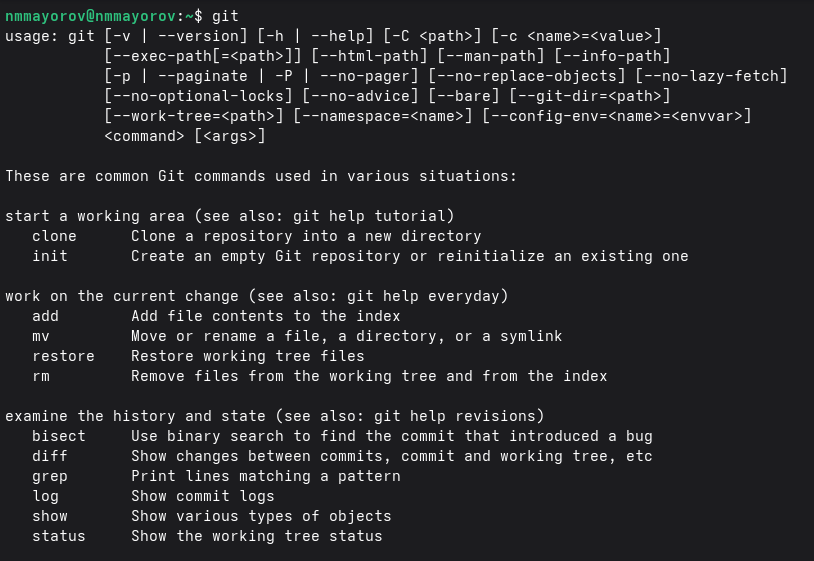 nmmayorov@nmmayorov:~$ git
usage: git [-v | --version] [-h | --help] [-C <path>] [-c <name>=<value>]
           [--exec-path[=<path>]] [--html-path] [--man-path] [--info-path]
           [-p | --paginate | -P | --no-pager] [--no-replace-objects] [--no-lazy-fetch]
           [--no-optional-locks] [--no-advice] [--bare] [--git-dir=<path>]
           [--work-tree=<path>] [--namespace=<name>] [--config-env=<name>=<envvar>]
           <command> [<args>]

These are common Git commands used in various situations:

start a working area (see also: git help tutorial)
   clone      Clone a repository into a new directory
   init       Create an empty Git repository or reinitialize an existing one

work on the current change (see also: git help everyday)
   add        Add file contents to the index
   mv         Move or rename a file, a directory, or a symlink
   restore    Restore working tree files
   rm         Remove files from the working tree and from the index

examine the history and state (see also: git help revisions)
   bisect     Use binary search to find the commit that introduced a bug
   diff       Show changes between commits, commit and working tree, etc
   grep       Print lines matching a pattern
   log        Show commit logs
   show       Show various types of objects
   status     Show the working tree status